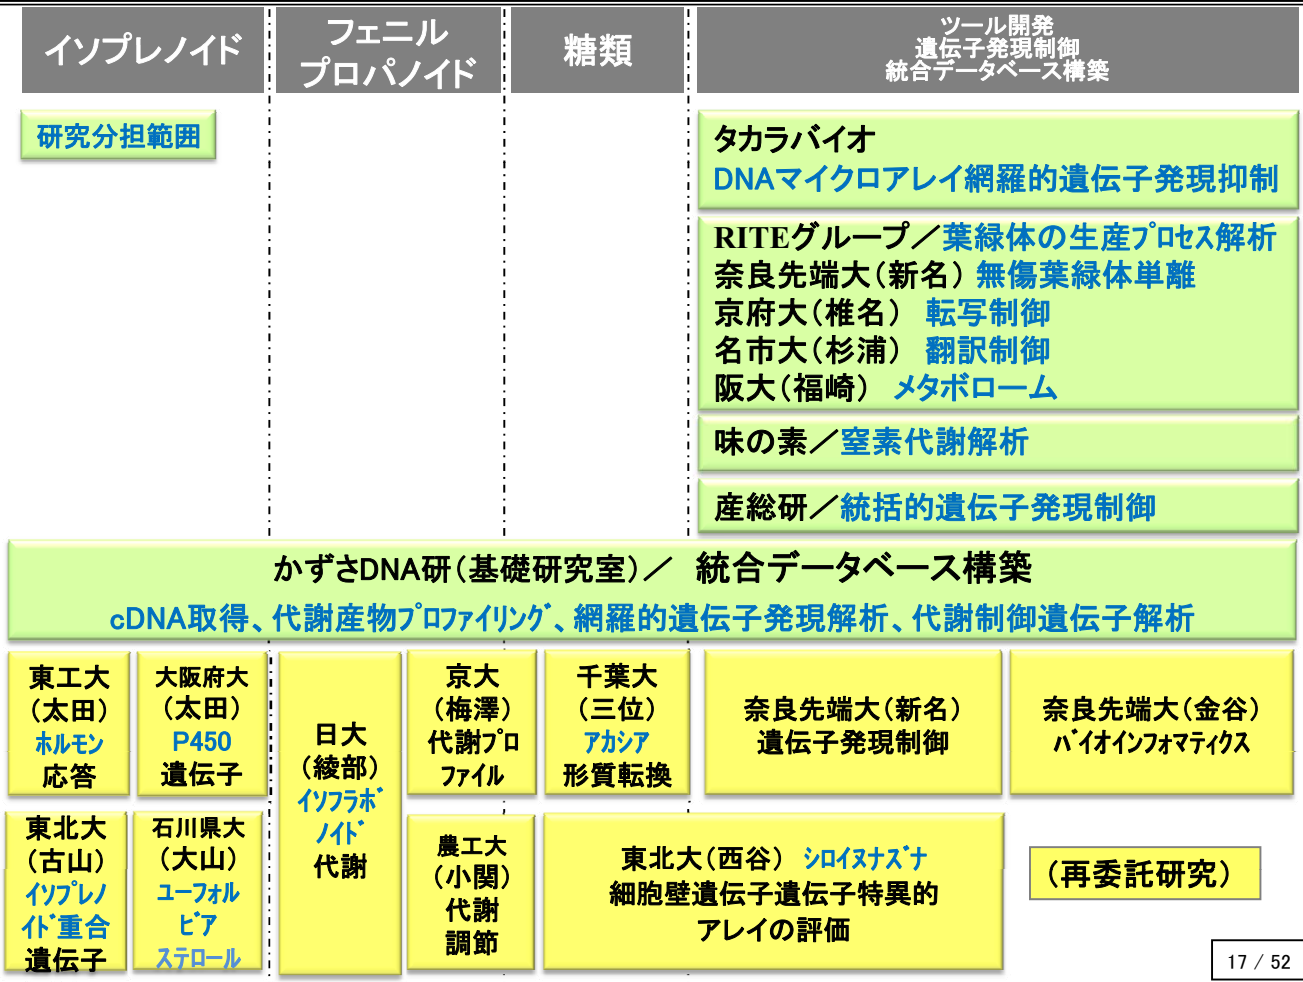 イソプレノイド
フェニル
プロパノイド
糖類
ツール開発
遺伝子発現制御
統合データベース構築
研究分担範囲
タカラバイオ
DNAマイクロアレイ網羅的遺伝子発現抑制
RITEグループ／葉緑体の生産プロセス解析
奈良先端大（新名） 無傷葉緑体単離
京府大（椎名） 転写制御
名市大（杉浦） 翻訳制御
阪大（福崎） メタボローム
味の素／窒素代謝解析
産総研／統括的遺伝子発現制御
かずさDNA研（基礎研究室）／ 統合データベース構築
cDNA取得、代謝産物プロファイリング、網羅的遺伝子発現解析、代謝制御遺伝子解析
東工大
（太田）
ホルモン
応答
大阪府大
（太田）
P450
遺伝子
日大
（綾部）
イソフラボ
ノイド
代謝
京大
（梅澤）
代謝プロ
ファイル
千葉大
（三位）
アカシア
形質転換
奈良先端大（新名）
遺伝子発現制御
奈良先端大（金谷）
バイオインフォマティクス
東北大
（古山）
イソプレノ
イド重合
遺伝子
石川県大
（大山）
ユーフォル
ビア
ステロール
農工大
（小関）
代謝
調節
東北大（西谷） シロイヌナズナ
細胞壁遺伝子遺伝子特異的
アレイの評価
（再委託研究）
17 / 52